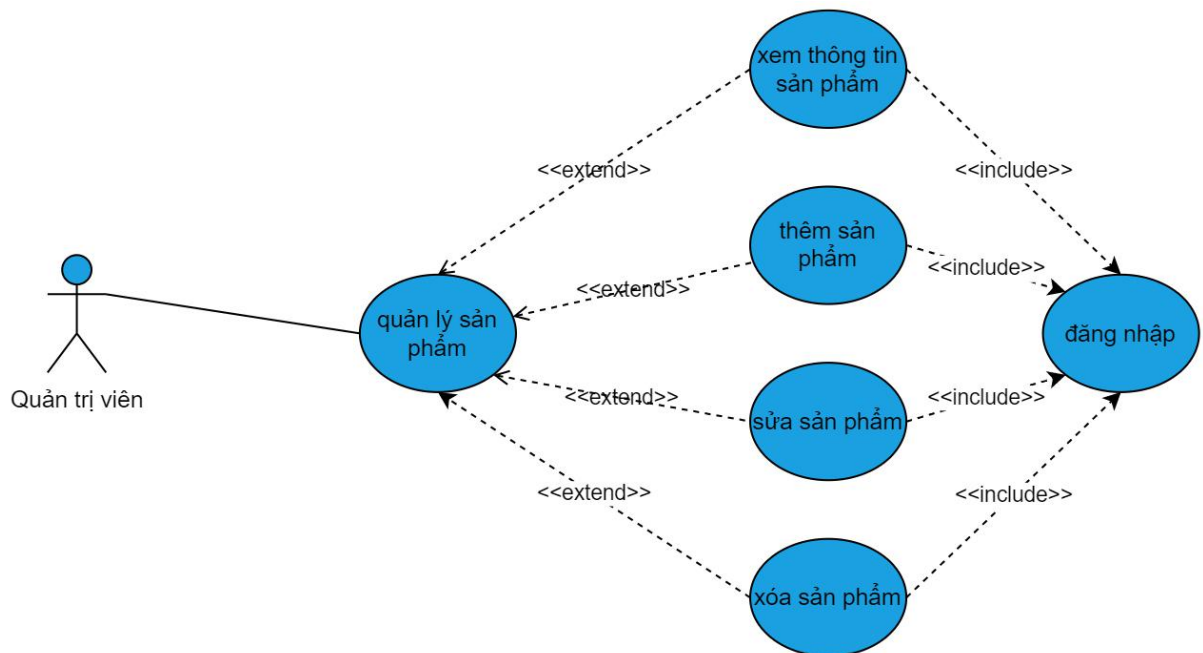 xem thông tin
sản phẩm
<<extend>>
<<include>>
thêm sản
phẩm
<<extend>>
<<include>>
quản lý sản
phẩm
đăng nhập
Quản trị viên
<<extend>>
<<include>>
sửa sản phẩm
<<extend>>
<<include>>
xóa sản phẩm